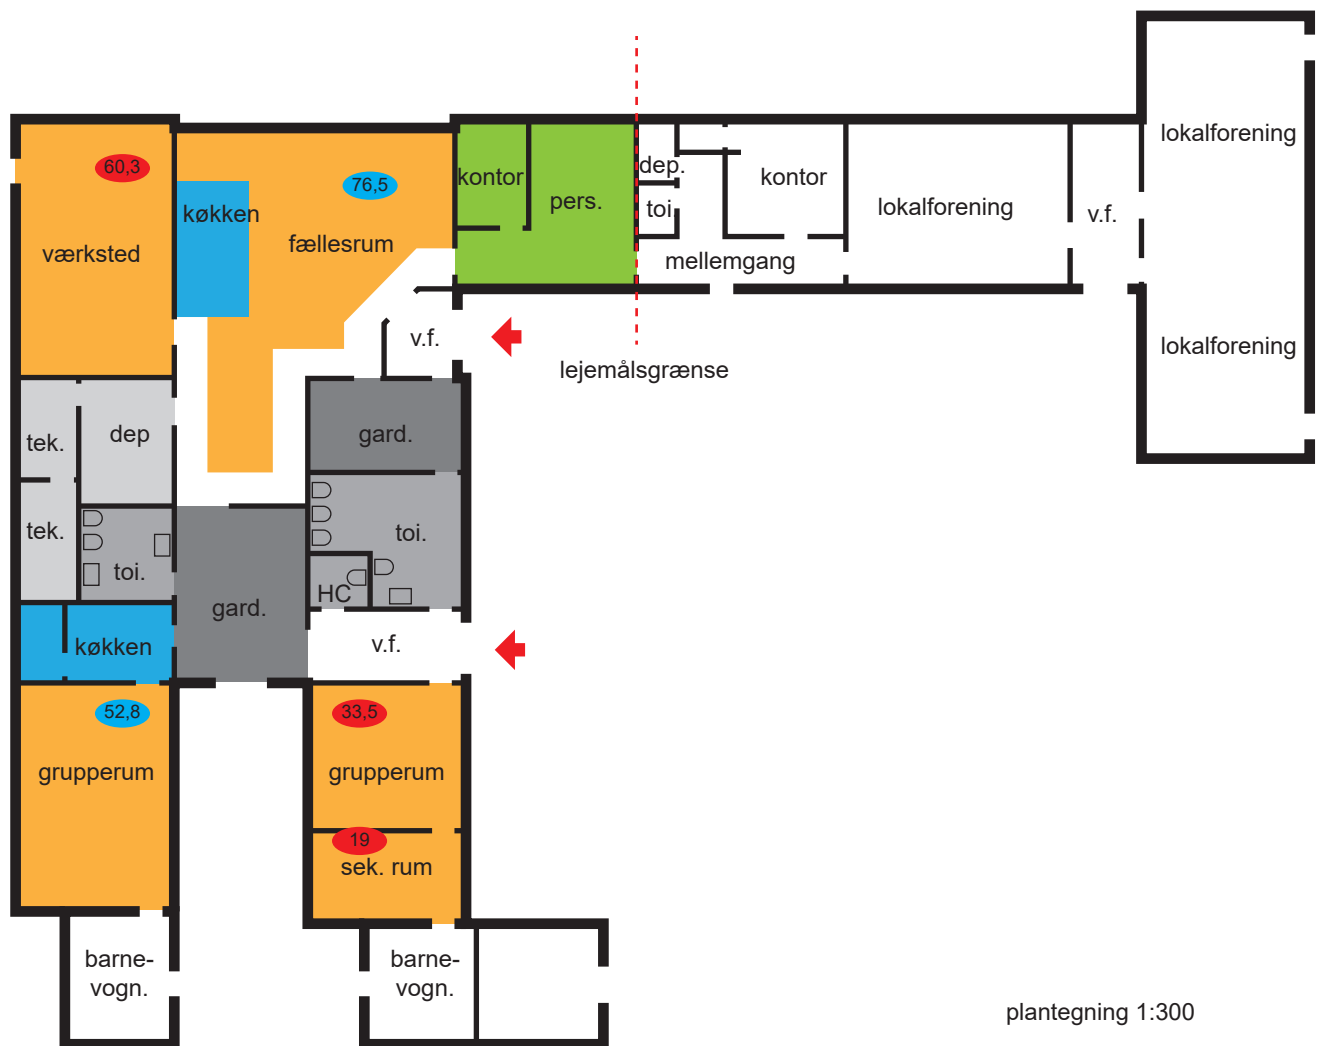 lokalforening
60,3
76,5
køkken
kontor
pers.
dep.
toi.
kontor
lokalforening
v.f.
værksted
fællesrum
mellemgang
v.f.
lejemålsgrænse
lokalforening
tek.
dep
gard.
tek.
toi.
toi.
HC
gard.
køkken
v.f.
52,8
33,5
grupperum
grupperum
19
sek. rum
barne-
vogn.
barne-
vogn.
plantegning 1:300